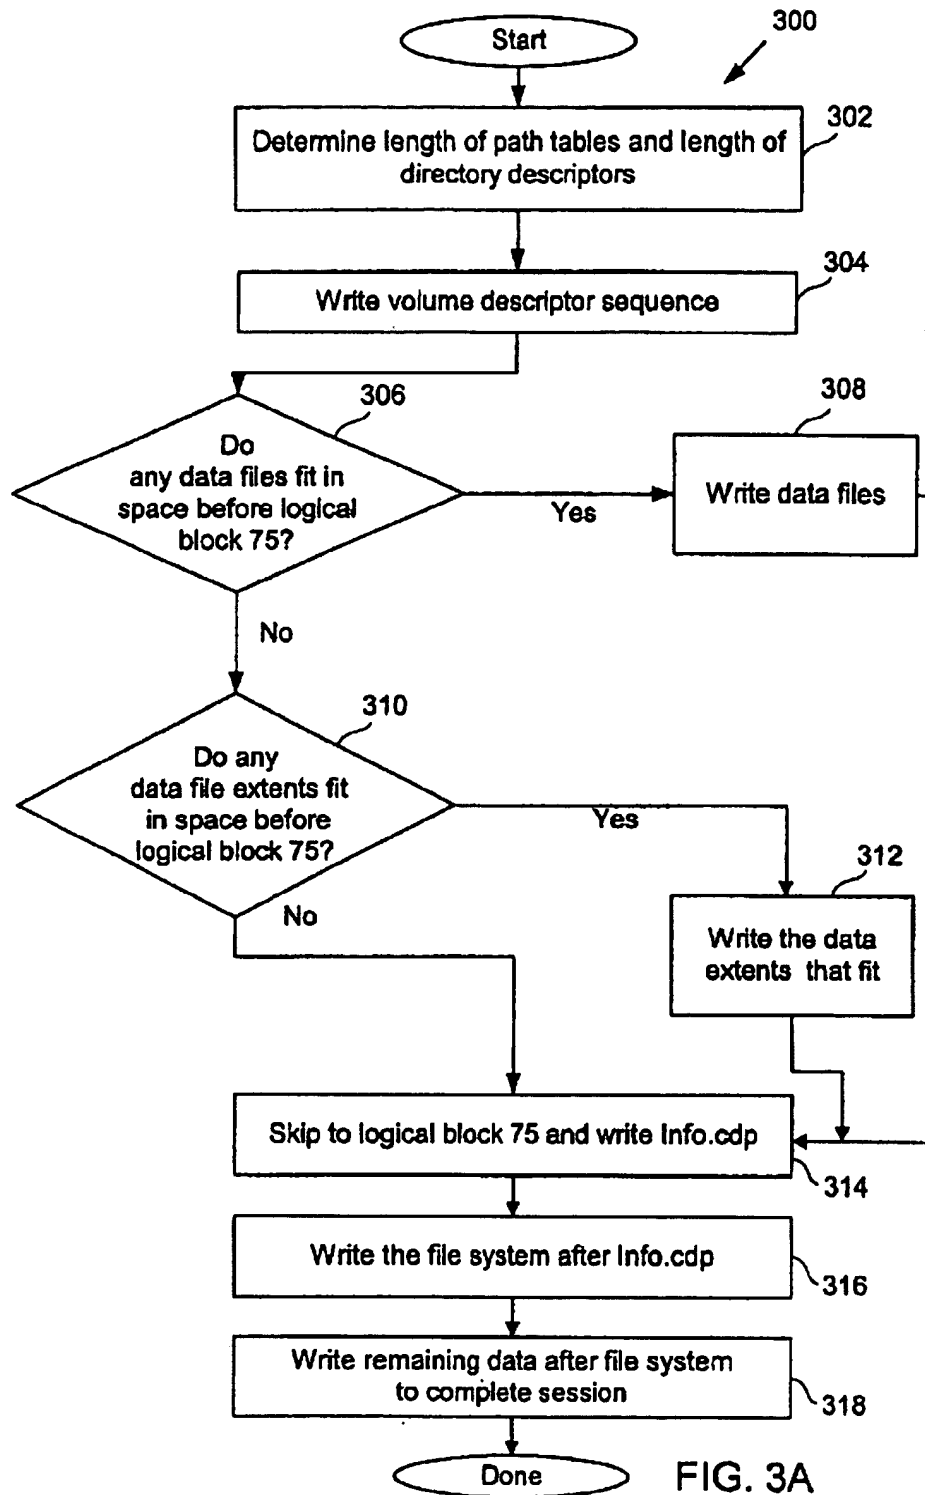 Start
300
Determine length of path tables and length of
directory descriptors
302
Write volume descriptor sequence
304
Do
any data files fit in
space before logical
block 75?
306
Yes
Write data files
308
No
Do any
data file extents fit
in space before
logical block 75?
310
Yes
Write the data
extents that fit
312
No
Skip to logical block 75 and write Info.cdp
314
Write the file system after Info.cdp
316
Write remaining data after file system
to complete session
318
Done
FIG. 3A